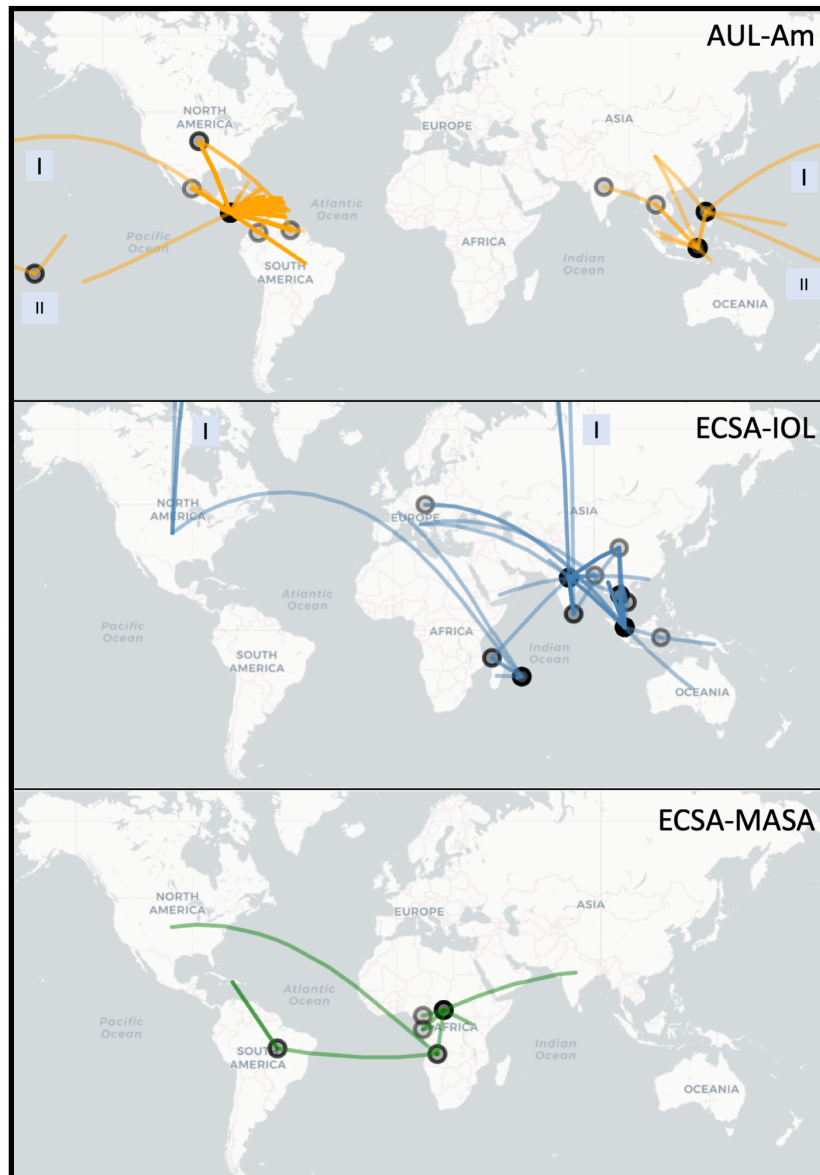 AUL-Am
NORTH
AMERICA
EUROPE
ASIA
I
I
Atlantic
Ocean
Pacific
Ocean
AFRICA
SOUTH
AMERICA
Indian
Ocean
II
II
OCEANIA
I
I
ECSA-IOL
NORTH
AMERICA
EUROPE
ASIA
Atlantic
Ocean
Pacific
Ocean
AFRICA
SOUTH
AMERICA
Indian
Ocean
OCEANIA
ECSA-MASA
NORTH
AMERICA
EUROPE
ASIA
Atlantic
Ocean
Pacific
Ocean
AFRICA
SOUTH
AMERICA
Indian
Ocean
OCEANIA